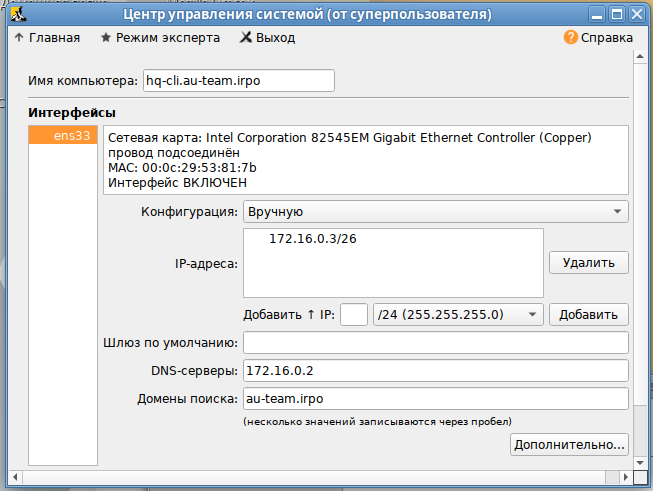 Центр управления системой (от суперпользователя)
Главная Режим эксперта Выход Справка
Имя компьютера: hq-cli.au-team.irpo
Интерфейсы
ens33
Сетевая карта: Intel Corporation 82545EM Gigabit Ethernet Controller (Copper)
провод подсоединён
MAC: 00:0c:29:53:81:7b
Интерфейс ВКЛЮЧЕН
Конфигурация: Вручную
172.16.0.3/26
IP-адреса: Удалить
Добавить ↑ IP: /24 (255.255.255.0) Добавить
Шлюз по умолчанию:
DNS-серверы: 172.16.0.2
Домены поиска: au-team.irpo
(несколько значений записываются через пробел)
Дополнительно...